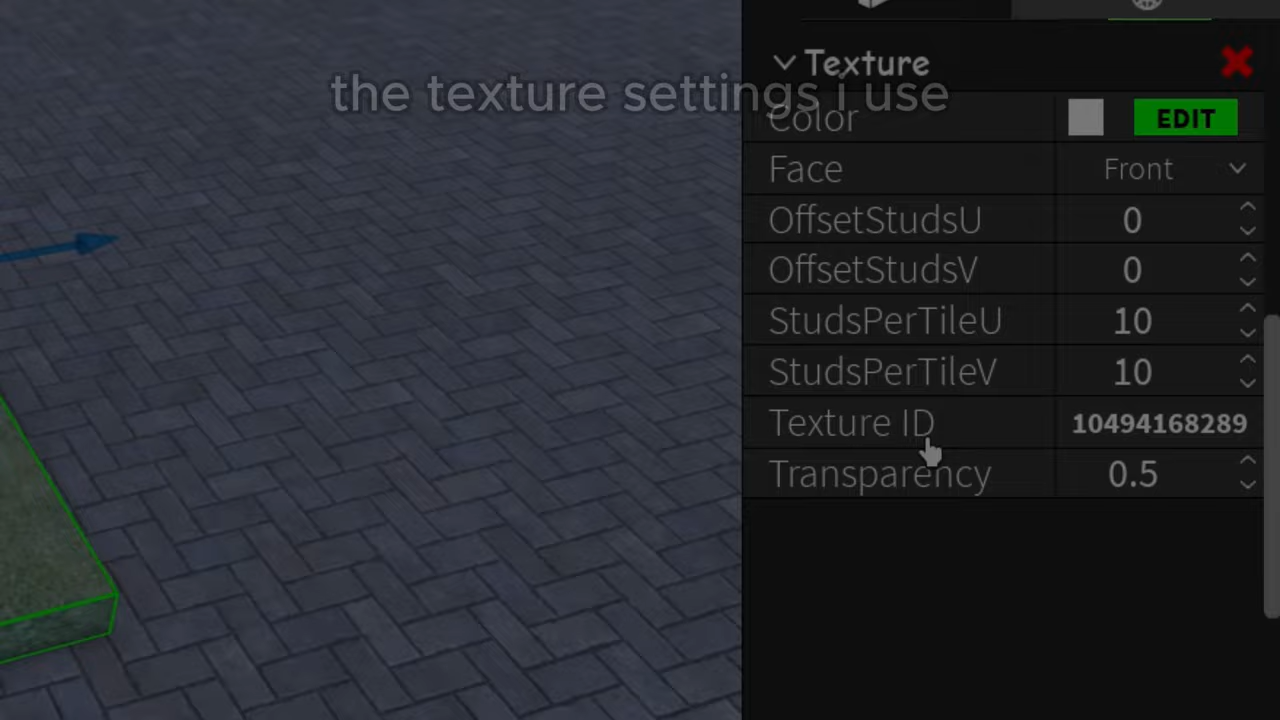 Texture
the texture settings i use
Color EDIT
Face Front
OffsetStudsU 0
OffsetStudsV 0
StudsPerTileU 10
StudsPerTileV 10
Texture ID 10494168289
Transparency 0.5